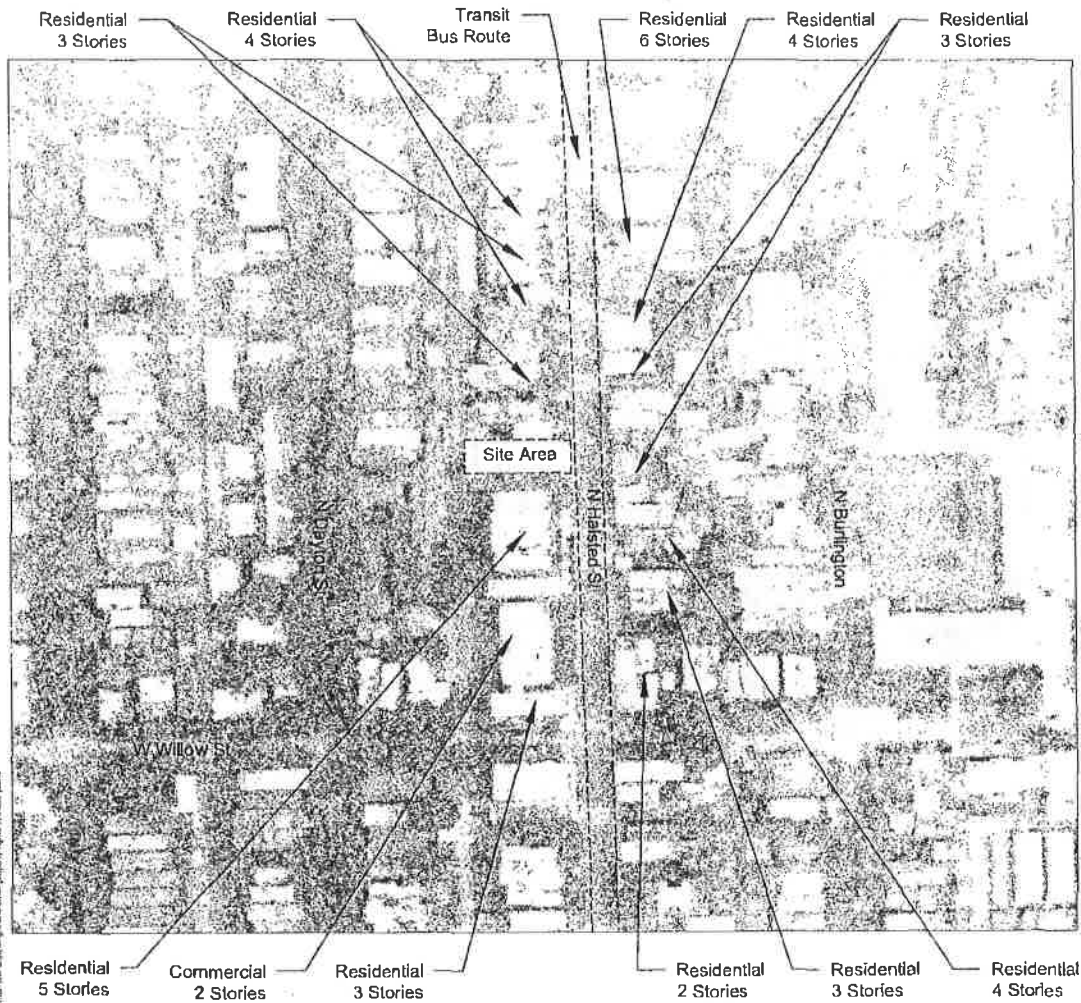 Residential
3 Stories
Residential
4 Stories
Transit
Bus Route
Residential
6 Stories
Residential
4 Stories
Residential
3 Stories
Site Area
N Dayton St
N Halsted St
N Burlington
W Willow St
Residential
5 Stories
Commercial
2 Stories
Residential
3 Stories
Residential
2 Stories
Residential
3 Stories
Residential
4 Stories